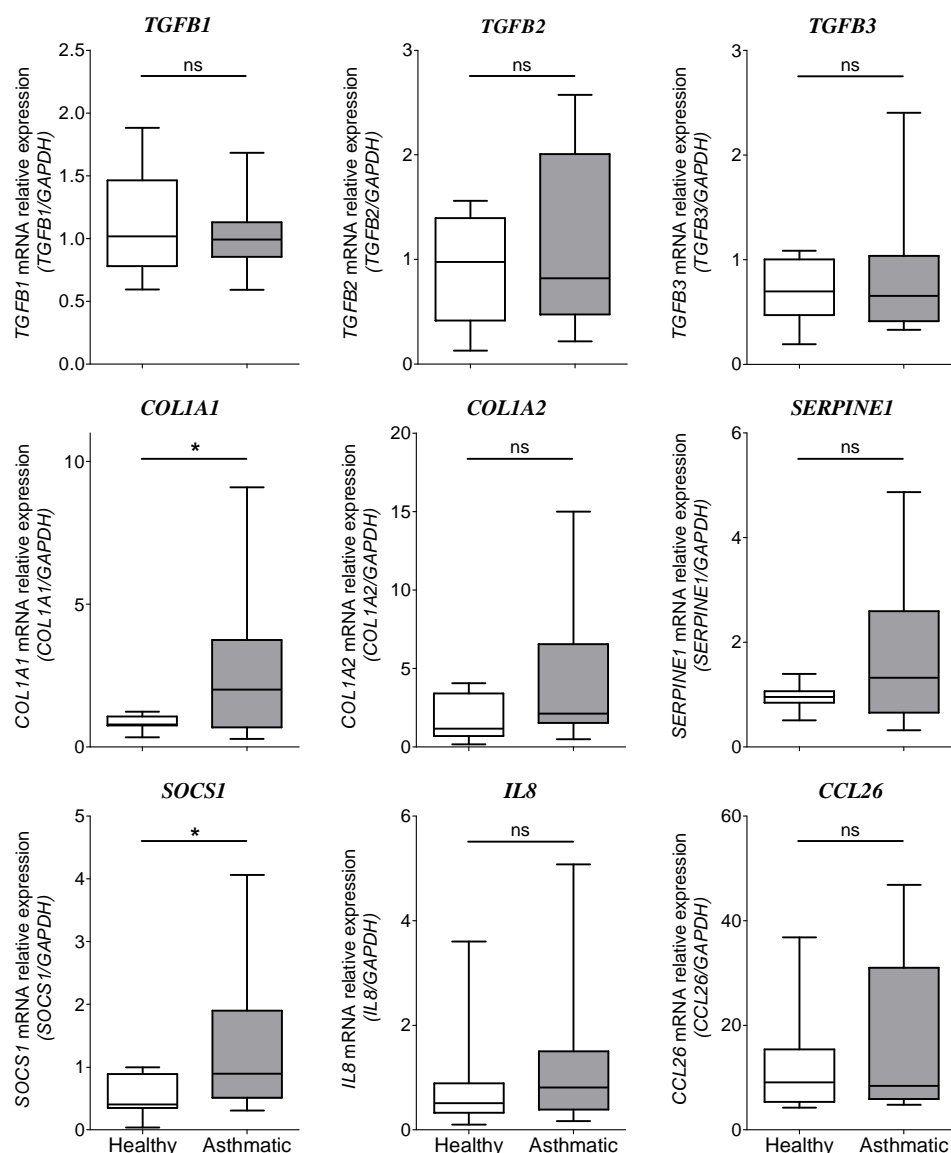 TGFB1
TGFB1 mRNA relative expression
(TGFB1/GAPDH)
2.5
2.0
1.5
1.0
0.5
0.0
ns
TGFB2
TGFB2 mRNA relative expression
(TGFB2/GAPDH)
3
2
1
0
ns
TGFB3
TGFB3 mRNA relative expression
(TGFB3/GAPDH)
3
2
1
0
ns
COL1A1
COL1A1 mRNA relative expression
(COL1A1/GAPDH)
10
5
0
*
COL1A2
COL1A2 mRNA relative expression
(COL1A2/GAPDH)
20
15
10
5
0
ns
SERPINE1
SERPINE1 mRNA relative expression
(SERPINE1/GAPDH)
6
4
2
0
ns
SOCS1
SOCS1 mRNA relative expression
(SOCS1/GAPDH)
5
4
3
2
1
0
*
Healthy Asthmatic
IL8
IL8 mRNA relative expression
(IL8/GAPDH)
6
4
2
0
ns
Healthy Asthmatic
CCL26
CCL26 mRNA relative expression
(CCL26/GAPDH)
60
40
20
0
ns
Healthy Asthmatic